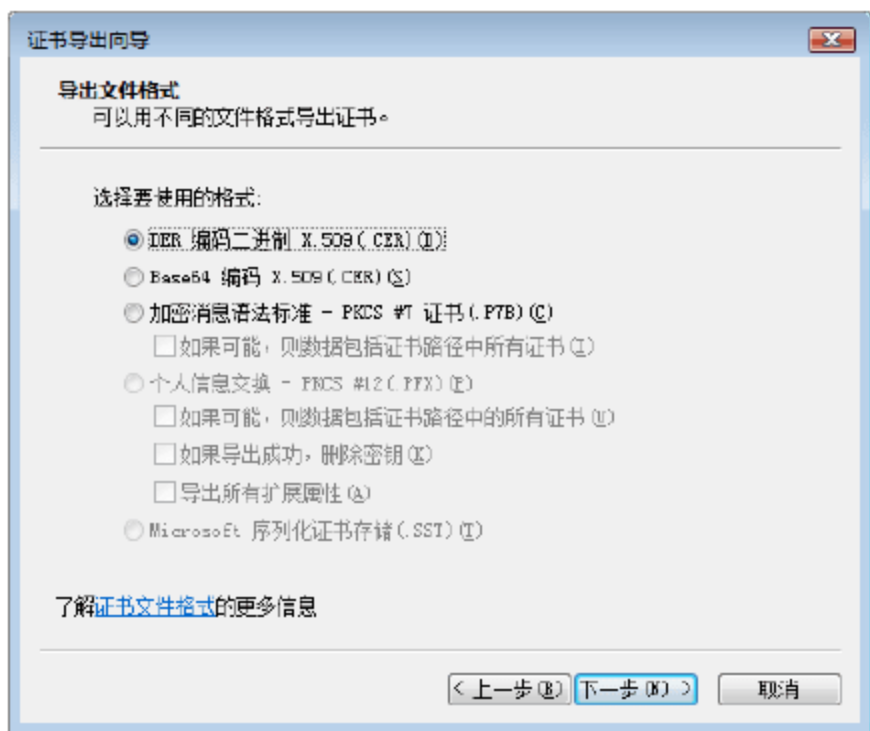 证书导出向导
导出文件格式
可以用不同的文件格式导出证书。
选择要使用的格式:
DER 编码二进制 X.509(.CER)(D)
Base64 编码 X.509(.CER)(S)
加密消息语法标准 - PKCS #7 证书(.P7B)(C)
如果可能，则数据包括证书路径中所有证书(I)
个人信息交换 - PKCS #12(.PFX)(P)
如果可能，则数据包括证书路径中的所有证书(U)
如果导出成功，删除密钥(K)
导出所有扩展属性(A)
Microsoft 序列化证书存储(.SST)(T)
了解证书文件格式的更多信息
< 上一步(B) 下一步(N) > 取消